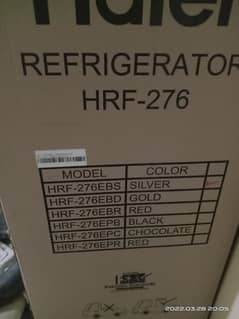 Haier
REFRIGERATOR
HRF-276
MODEL COLOR
HRF-276EBS SILVER
HRF-276EBD GOLD
HRF-276EBR RED
HRF-276EPB BLACK
HRF-276EPC CHOCOLATE
HRF-276EPR RED
2022.03.28 20:05